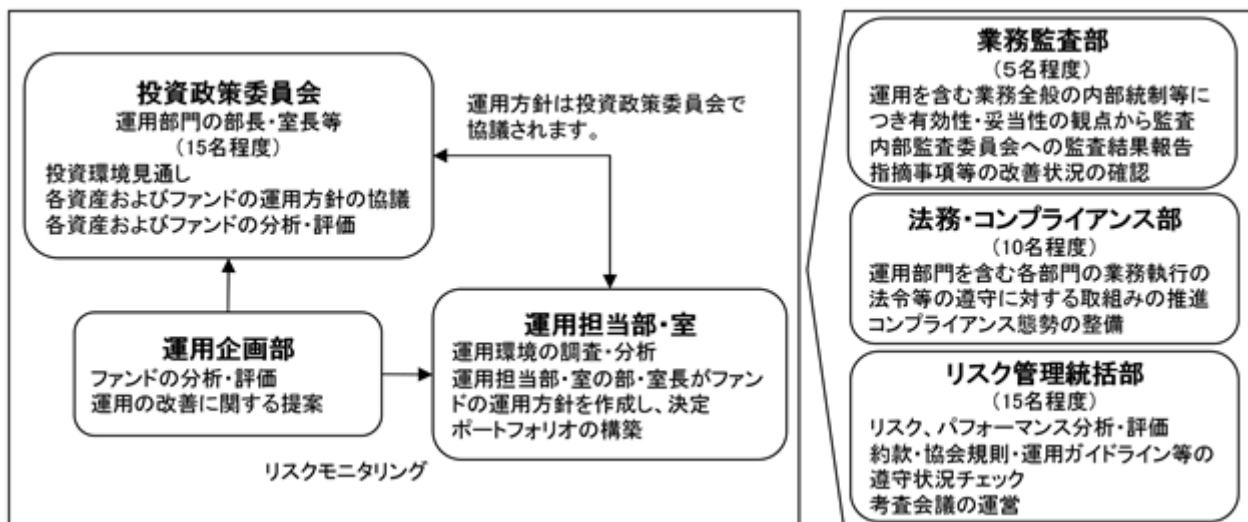 投資政策委員会
運用部門の部長・室長等
(15名程度)
投資環境見通し
各資産およびファンドの運用方針の協議
各資産およびファンドの分析・評価
運用方針は投資政策委員会で
協議されます。
運用企画部
ファンドの分析・評価
運用の改善に関する提案
運用担当部・室
運用環境の調査・分析
運用担当部・室の部・室長がファン
ドの運用方針を作成し、決定
ポートフォリオの構築
リスクモニタリング
業務監査部
(5名程度)
運用を含む業務全般の内部統制等に
つき有効性・妥当性の観点から監査
内部監査委員会への監査結果報告
指摘事項等の改善状況の確認
法務・コンプライアンス部
(10名程度)
運用部門を含む各部門の業務執行の
法令等の遵守に対する取組みの推進
コンプライアンス態勢の整備
リスク管理統括部
(15名程度)
リスク、パフォーマンス分析・評価
約款・協会規則・運用ガイドライン等の
遵守状況チェック
考査会議の運営